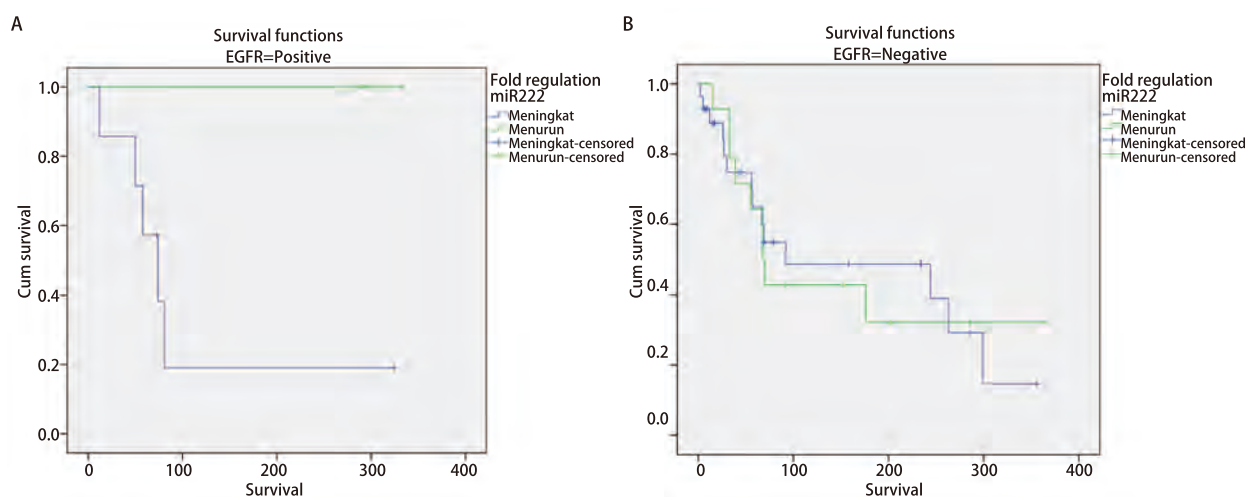 A
Survival functions
EGFR=Positive
Cum survival
1.0
0.8
0.6
0.4
0.2
0.0
0 100 200 300 400
Survival
Fold regulation
miR222
Meningkat
Menurun
Meningkat-censored
Menurun-censored
B
Survival functions
EGFR=Negative
Cum survival
1.0
0.8
0.6
0.4
0.2
0.0
0 100 200 300 400
Survival
Fold regulation
miR222
Meningkat
Menurun
Meningkat-censored
Menurun-censored